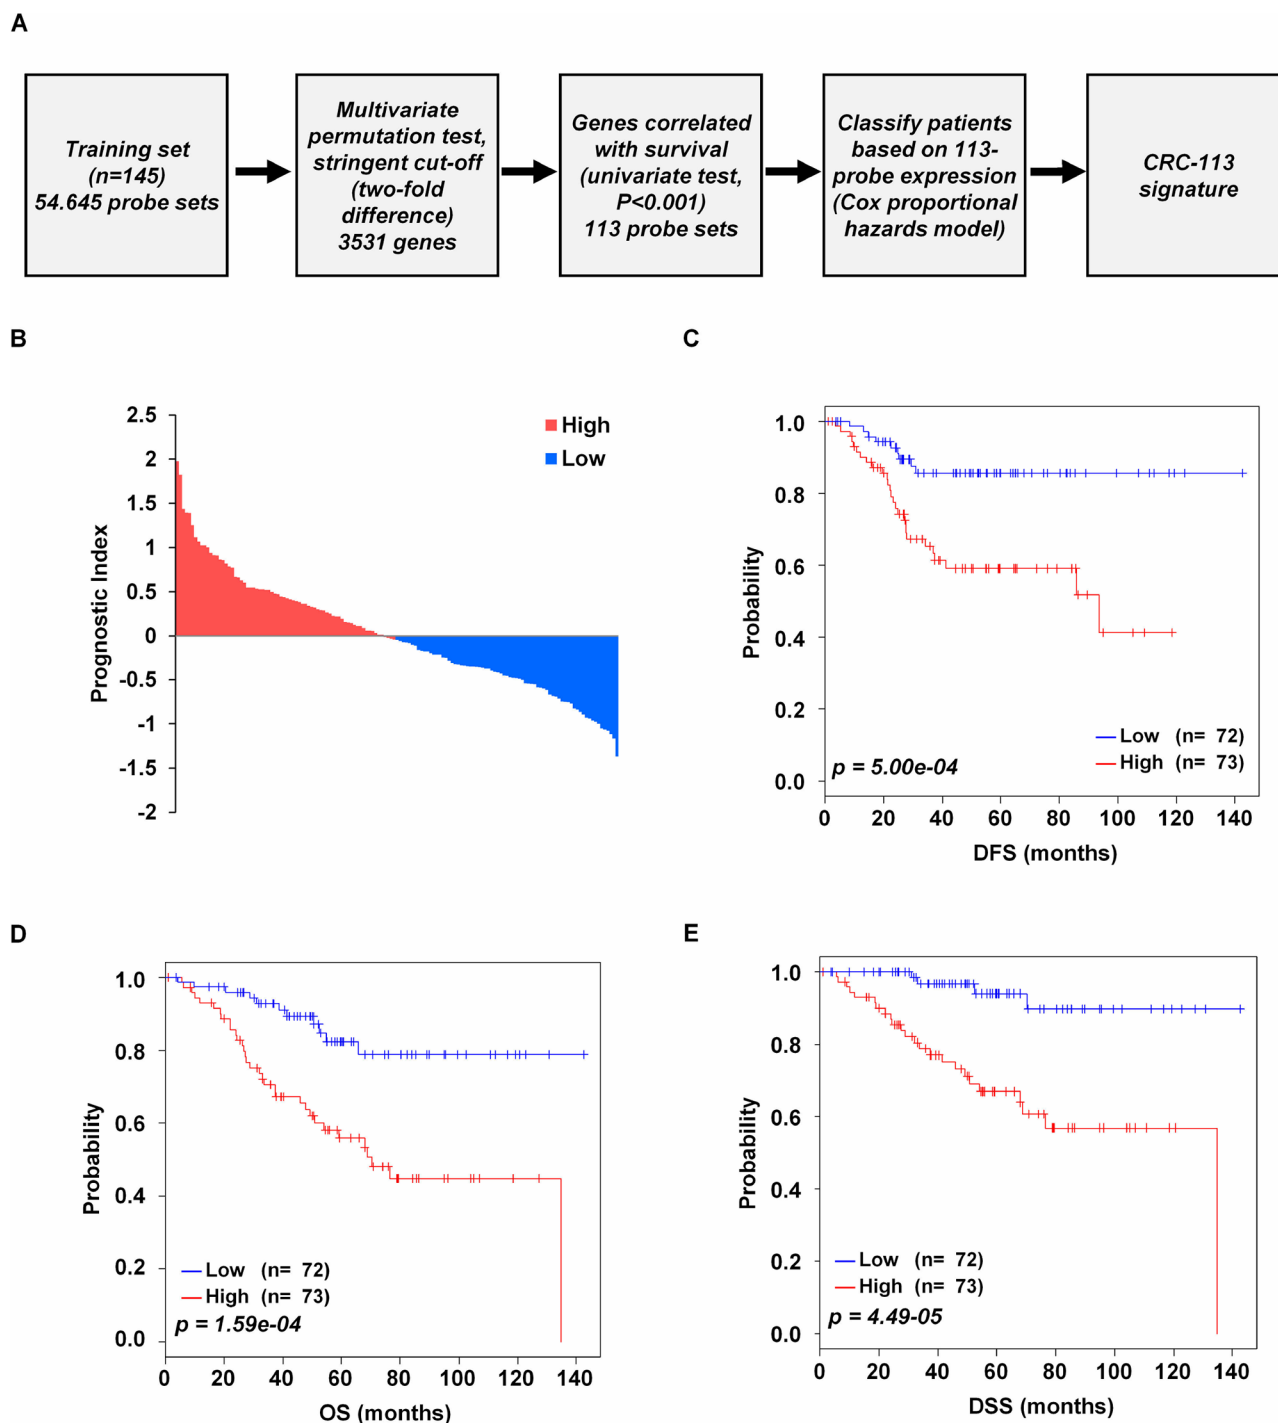 A
Training set
(n=145)
54.645 probe sets
Multivariate
permutation test,
stringent cut-off
(two-fold
difference)
3531 genes
Genes correlated
with survival
(univariate test,
P<0.001)
113 probe sets
Classify patients
based on 113-
probe expression
(Cox proportional
hazards model)
CRC-113
signature
B
2.5
2
1.5
1
0.5
0
-0.5
-1
-1.5
-2
Prognostic Index
High
Low
C
1.0
0.8
0.6
0.4
0.2
0.0
Probability
Low (n= 72)
High (n= 73)
p = 5.00e-04
0 20 40 60 80 100 120 140
DFS (months)
D
1.0
0.8
0.6
0.4
0.2
0.0
Probability
Low (n= 72)
High (n= 73)
p = 1.59e-04
0 20 40 60 80 100 120 140
OS (months)
E
1.0
0.8
0.6
0.4
0.2
0.0
Probability
Low (n= 72)
High (n= 73)
p = 4.49-05
0 20 40 60 80 100 120 140
DSS (months)